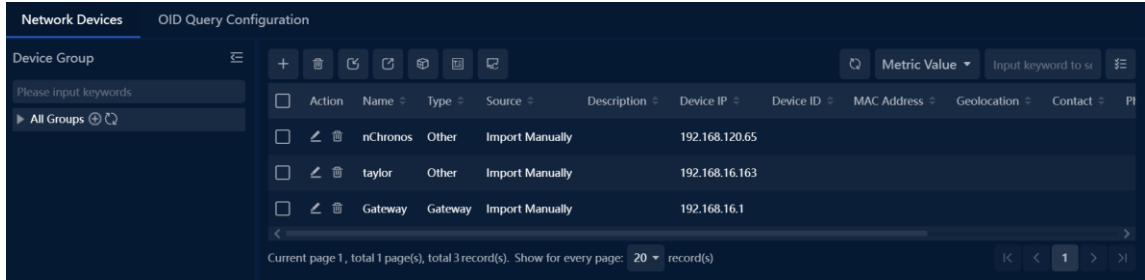 Network Devices OID Query Configuration
Device Group
Please input keywords
All Groups
Metric Value Input keyword to se
Action Name Type Source Description Device IP Device ID MAC Address Geolocation Contact Pl
nChronos Other Import Manually 192.168.120.65
taylor Other Import Manually 192.168.16.163
Gateway Gateway Import Manually 192.168.16.1
Current page 1, total 1 page(s), total 3 record(s). Show for every page: 20 record(s) 1